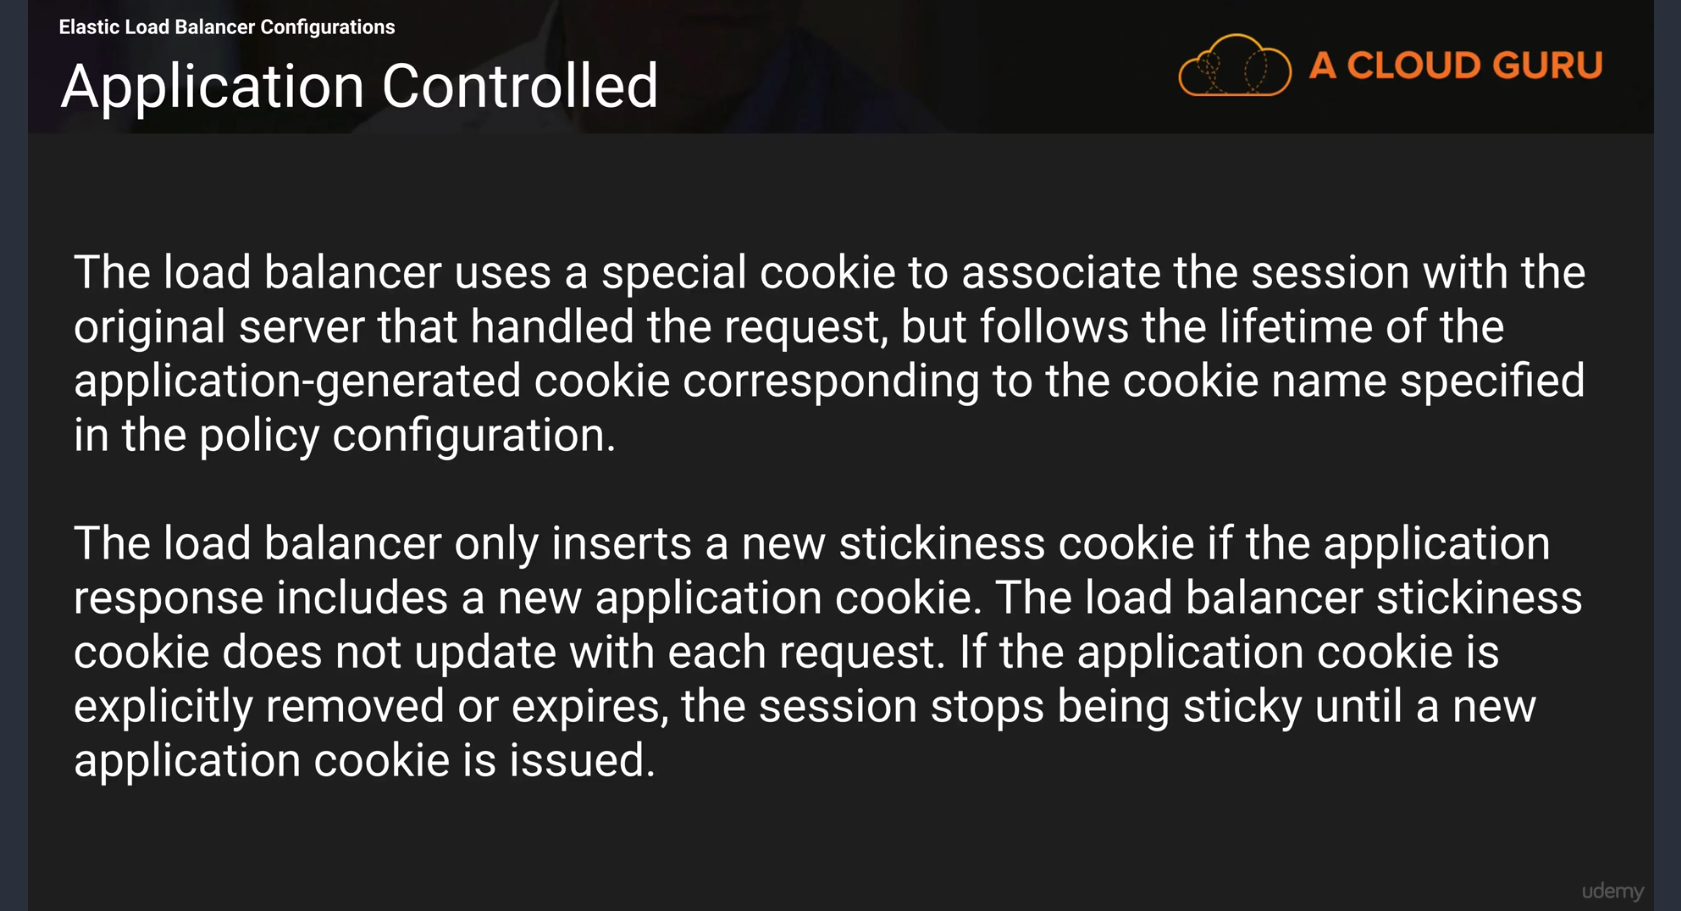 Elastic Load Balancer Configurations
Application Controlled
A CLOUD GURU
The load balancer uses a special cookie to associate the session with the
original server that handled the request, but follows the lifetime of the
application-generated cookie corresponding to the cookie name specified
in the policy configuration.
The load balancer only inserts a new stickiness cookie if the application
response includes a new application cookie. The load balancer stickiness
cookie does not update with each request. If the application cookie is
explicitly removed or expires, the session stops being sticky until a new
application cookie is issued.
udemy